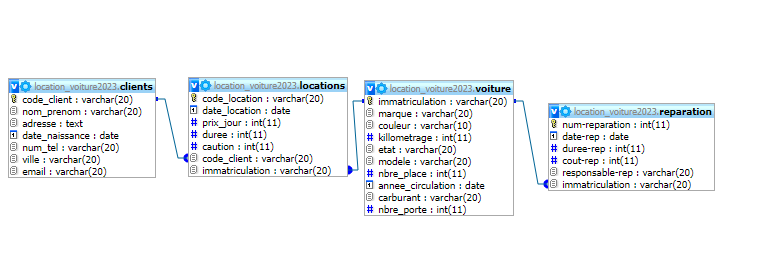 location_voiture2023.clients
code_client : varchar(20)
nom_prenom : varchar(20)
adresse : text
date_naissance : date
num_tel : varchar(20)
ville : varchar(20)
email : varchar(20)
location_voiture2023.locations
code_location : varchar(20)
date_location : date
prix_jour : int(11)
duree : int(11)
caution : int(11)
code_client : varchar(20)
immatriculation : varchar(20)
location_voiture2023.voiture
immatriculation : varchar(20)
marque : varchar(20)
couleur : varchar(10)
killometrage : int(11)
etat : varchar(20)
modele : varchar(20)
nbre_place : int(11)
annee_circulation : date
carburant : varchar(20)
nbre_porte : int(11)
location_voiture2023.reparation
num-reparation : int(11)
date-rep : date
duree-rep : int(11)
cout-rep : int(11)
responsable-rep : varchar(20)
immatriculation : varchar(20)